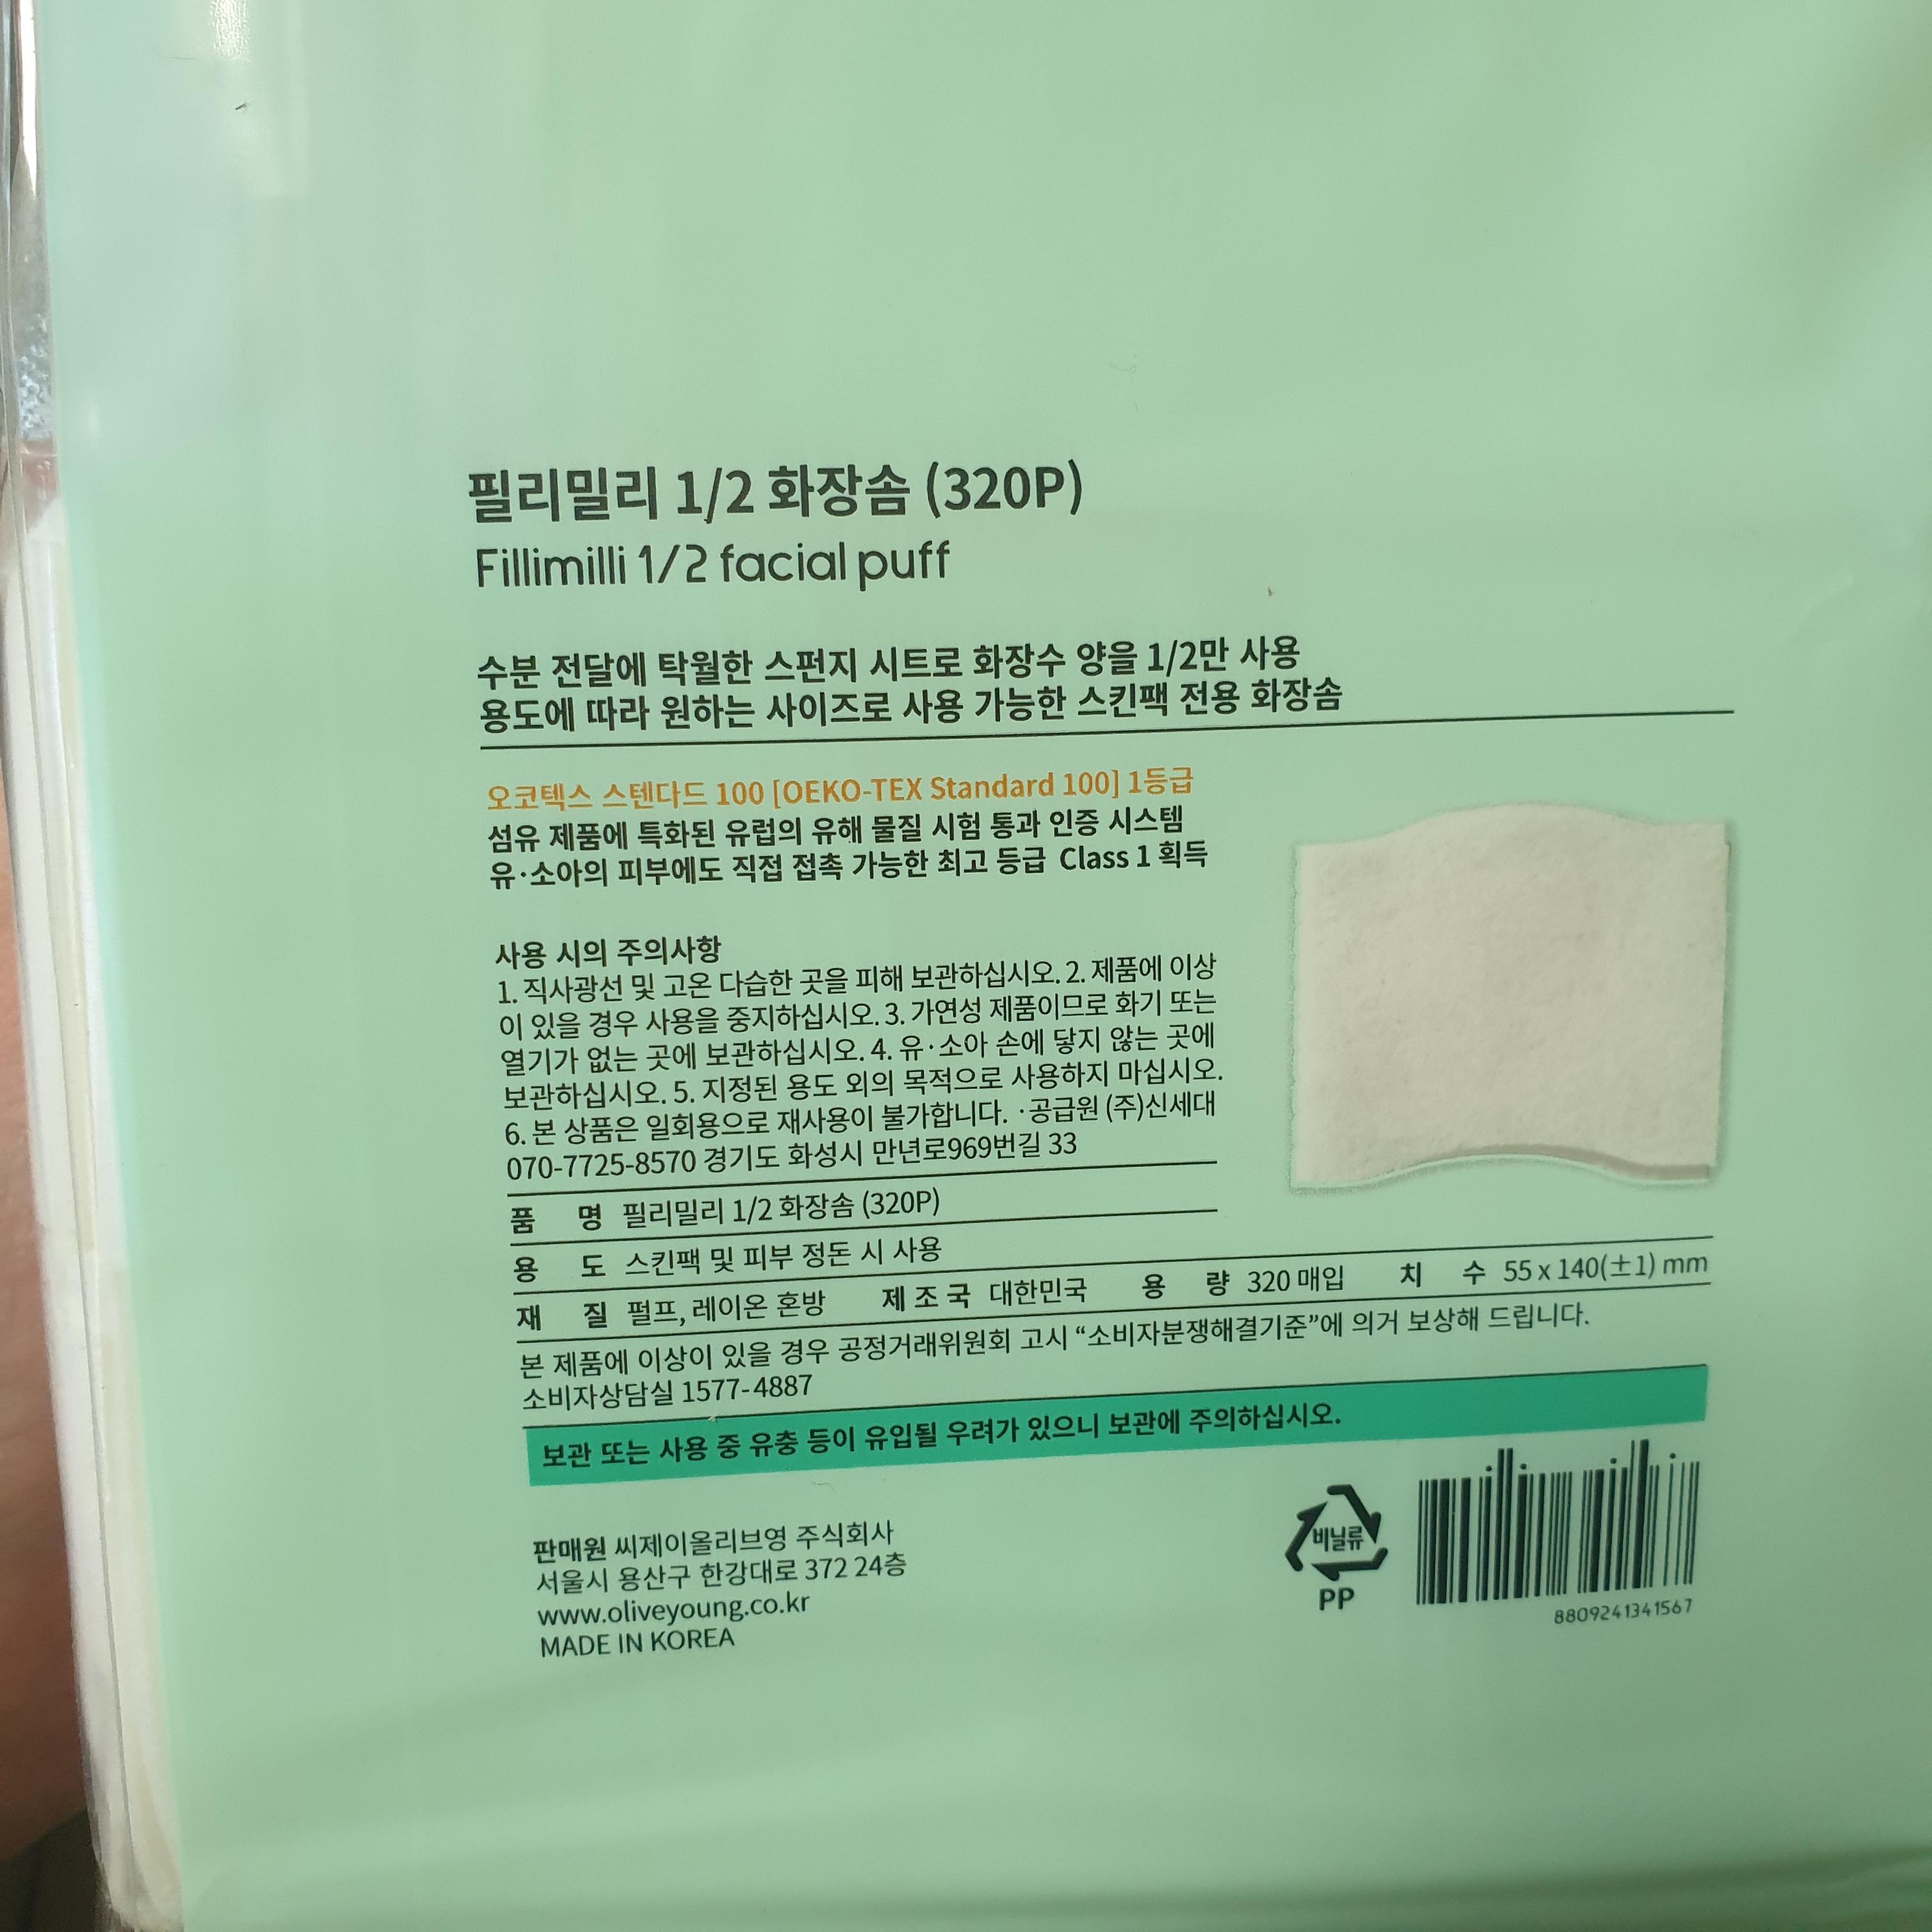 필리밀리 1/2 화장솜 (320P)
Fillimilli 1/2 facial puff
수분 전달에 탁월한 스펀지 시트로 화장수 양을 1/2만 사용
용도에 따라 원하는 사이즈로 사용 가능한 스킨팩 전용 화장솜
오코텍스 스텐다드 100 [OEKO-TEX Standard 100] 1등급
섬유 제품에 특화된 유럽의 유해 물질 시험 통과 인증 시스템
유·소아의 피부에도 직접 접촉 가능한 최고 등급 Class 1 획득
사용 시의 주의사항
1. 직사광선 및 고온 다습한 곳을 피해 보관하십시오. 2. 제품에 이상
이 있을 경우 사용을 중지하십시오. 3. 가연성 제품이므로 화기 또는
열기가 없는 곳에 보관하십시오. 4. 유·소아 손에 닿지 않는 곳에
보관하십시오. 5. 지정된 용도 외의 목적으로 사용하지 마십시오.
6. 본 상품은 일회용으로 재사용이 불가합니다. ·공급원 (주)신세대
070-7725-8570 경기도 화성시 만년로969번길 33
품 명 필리밀리 1/2 화장솜 (320P)
용 도 스킨팩 및 피부 정돈 시 사용
재 질 펄프, 레이온 혼방 제조국 대한민국 용 량 320 매입 치 수 55 x 140(±1) mm
본 제품에 이상이 있을 경우 공정거래위원회 고시 “소비자분쟁해결기준”에 의거 보상해 드립니다.
소비자상담실 1577-4887
보관 또는 사용 중 유충 등이 유입될 우려가 있으니 보관에 주의하십시오.
판매원 씨제이올리브영 주식회사
서울시 용산구 한강대로 372 24층
www.oliveyoung.co.kr
MADE IN KOREA
비닐류
PP
8809241341567